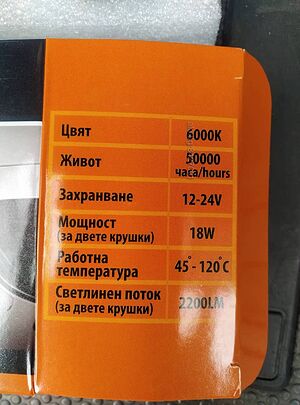 Цвят 6000K
Живот 50000
часа/hours
Захранване 12-24V
Мощност
(за двете крушки) 18W
Работна
температура 45°-120°C
Светлинен поток
(за двете крушки) 2200LM